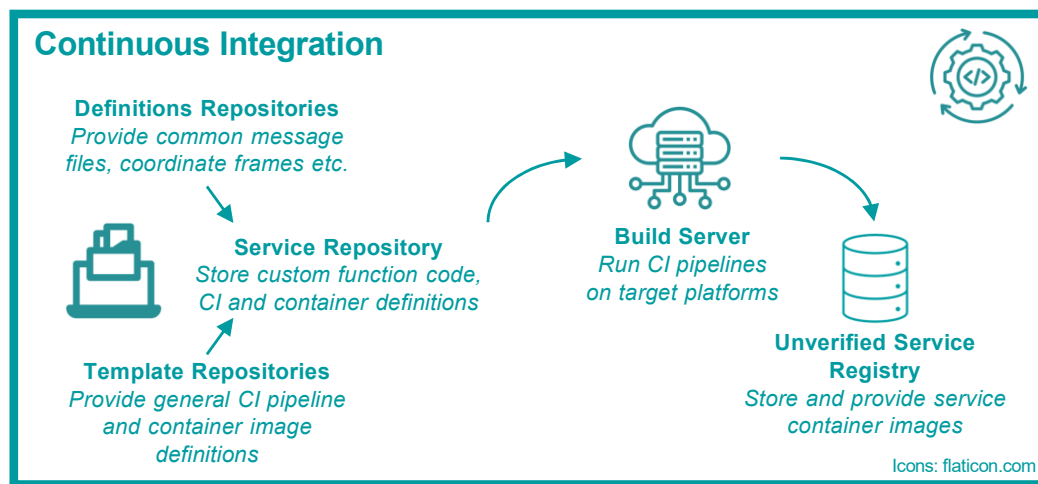 Continuous Integration
</>
Definitions Repositories
Provide common message
files, coordinate frames etc.
Service Repository
Store custom function code,
CI and container definitions
Template Repositories
Provide general CI pipeline
and container image
definitions
Build Server
Run CI pipelines
on target platforms
Unverified Service
Registry
Store and provide service
container images
Icons: flaticon.com